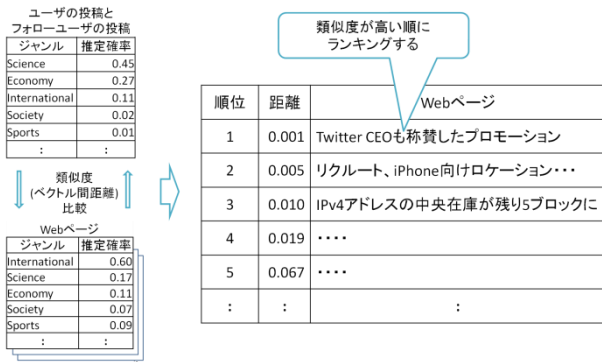 ユーザの投稿と
フォローユーザの投稿
ジャンル 推定確率
Science 0.45
Economy 0.27
International 0.11
Society 0.02
Sports 0.01
： ：
類似度
(ベクトル間距離)
比較
Webページ
ジャンル 推定確率
International 0.60
Science 0.17
Economy 0.11
Society 0.07
Sports 0.09
： ：
類似度が高い順に
ランキングする
順位 距離 Webページ
1 0.001 Twitter CEOも称賛したプロモーション
2 0.005 リクルート、iPhone向けロケーション・・・
3 0.010 IPv4アドレスの中央在庫が残り5ブロックに
4 0.019 ・・・・
5 0.067 ・・・・
： ： ：